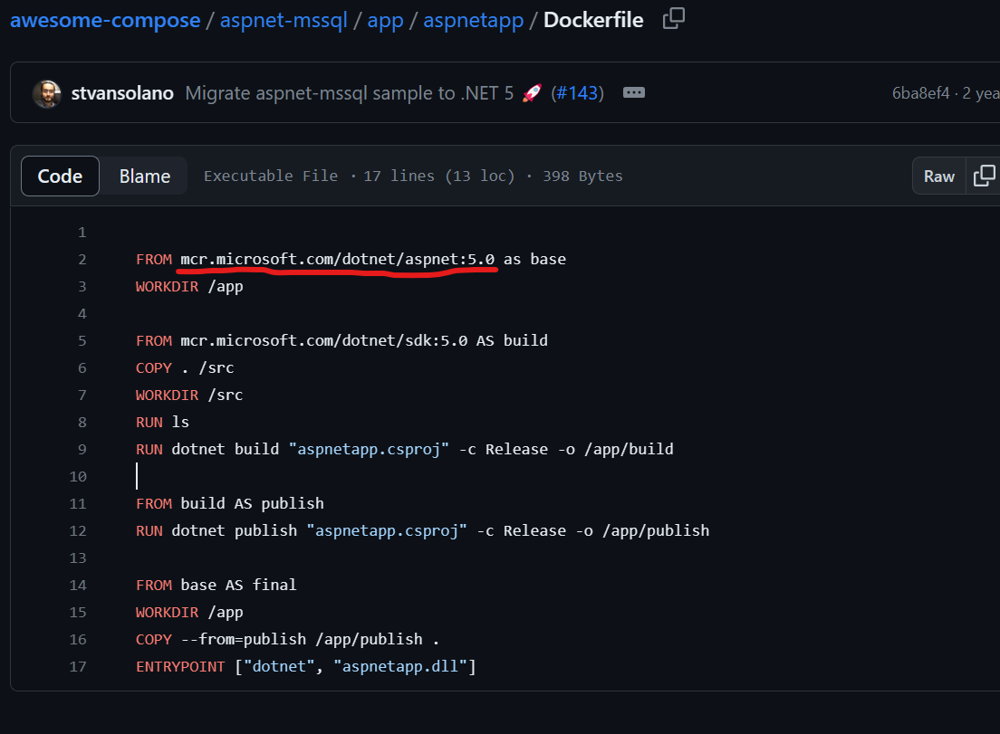 awesome-compose / aspnet-mssql / app / aspnetapp / Dockerfile
stvansolano Migrate aspnet-mssql sample to .NET 5 🚀 (#143)
6ba8ef4 · 2 yea
Code Blame Executable File · 17 lines (13 loc) · 398 Bytes Raw
1
2 FROM mcr.microsoft.com/dotnet/aspnet:5.0 as base
3 WORKDIR /app
4
5 FROM mcr.microsoft.com/dotnet/sdk:5.0 AS build
6 COPY . /src
7 WORKDIR /src
8 RUN ls
9 RUN dotnet build "aspnetapp.csproj" -c Release -o /app/build
10
11 FROM build AS publish
12 RUN dotnet publish "aspnetapp.csproj" -c Release -o /app/publish
13
14 FROM base AS final
15 WORKDIR /app
16 COPY --from=publish /app/publish .
17 ENTRYPOINT ["dotnet", "aspnetapp.dll"]